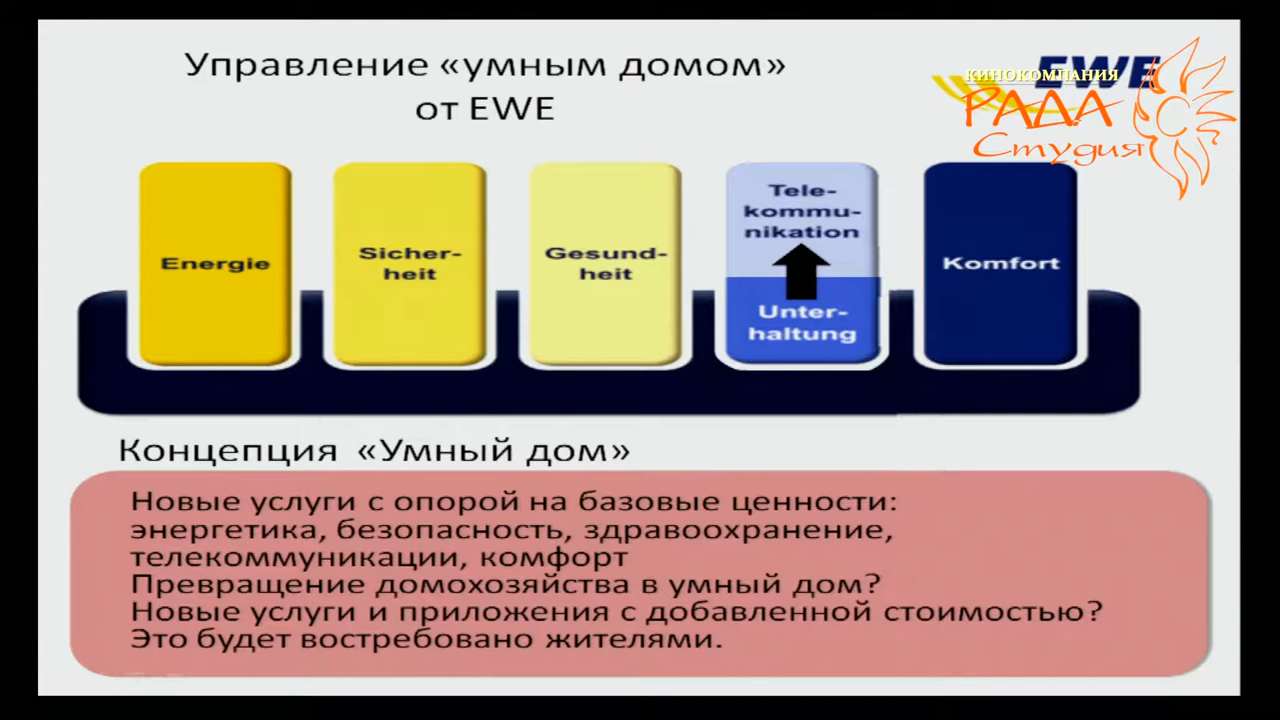 Управление «умным домом»
от EWE
EWE
КИНОКОМПАНИЯ
РАДА
Студия
Energie
Sicher-
heit
Gesund-
heit
Tele-
kommu-
nikation
Unter-
haltung
Komfort
Концепция «Умный дом»
Новые услуги с опорой на базовые ценности:
энергетика, безопасность, здравоохранение,
телекоммуникации, комфорт
Превращение домохозяйства в умный дом?
Новые услуги и приложения с добавленной стоимостью?
Это будет востребовано жителями.